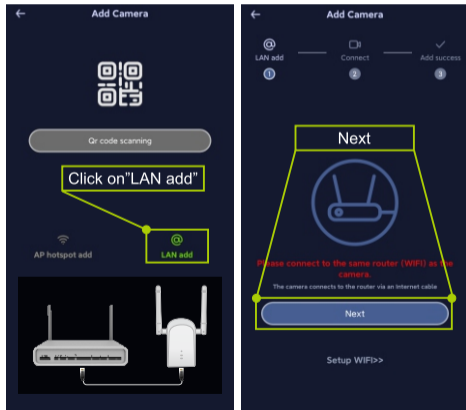 Add Camera
Qr code scanning
Click on"LAN add"
AP hotspot add
LAN add
Add Camera
LAN add
Connect
Add success
1
2
3
Next
Please connect to the same router (WIFI) as the
camera.
The camera connects to the router via an Internet cable
Next
Setup WIFI>>